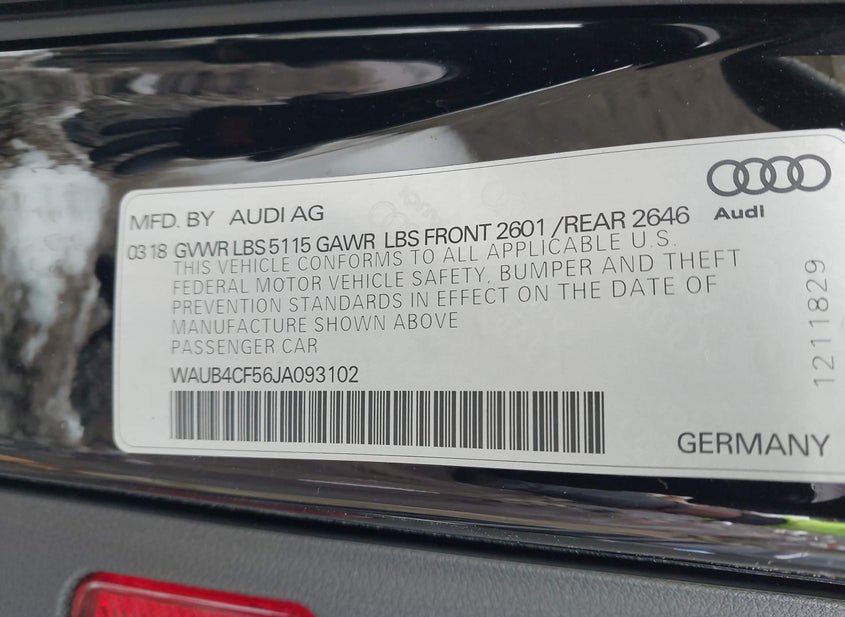 MFD. BY AUDI AG
Audi
03 18 GVWR LBS 5115 GAWR LBS FRONT 2601 /REAR 2646
THIS VEHICLE CONFORMS TO ALL APPLICABLE U.S.
FEDERAL MOTOR VEHICLE SAFETY, BUMPER AND THEFT
PREVENTION STANDARDS IN EFFECT ON THE DATE OF
MANUFACTURE SHOWN ABOVE
PASSENGER CAR
WAUB4CF56JA093102
GERMANY
1211829